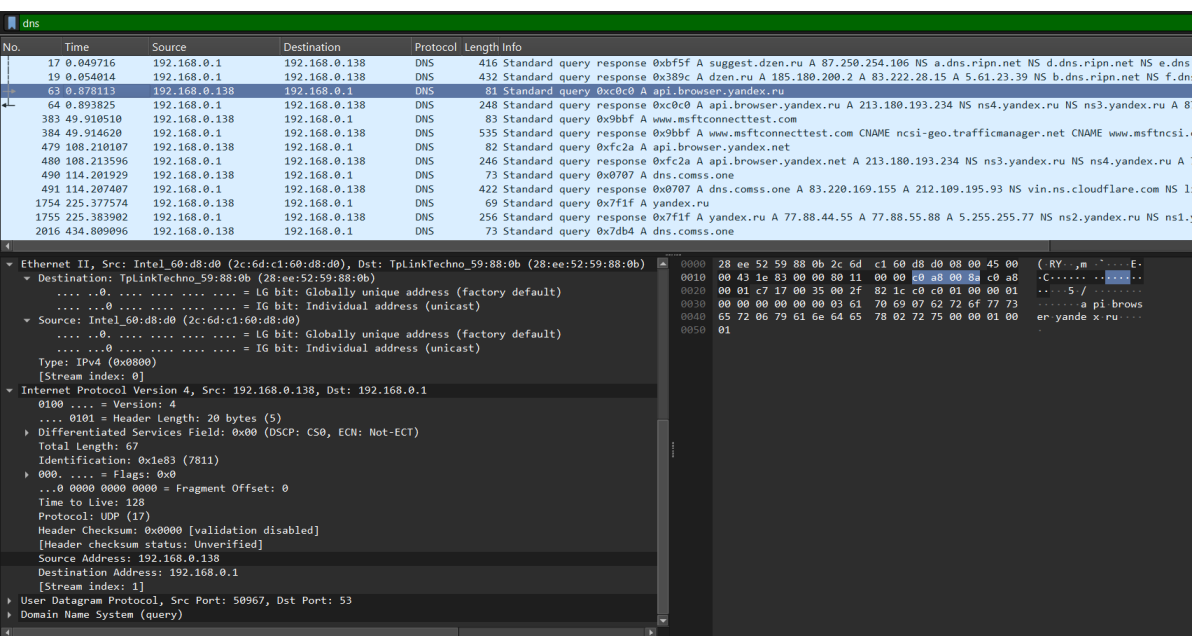 dns
No. Time Source Destination Protocol Length Info
17 0.049716 192.168.0.1 192.168.0.138 DNS 416 Standard query response 0xbf5f A suggest.dzen.ru A 87.250.254.106 NS a.dns.ripn.net NS d.dns.ripn.net NS e.dns
19 0.054014 192.168.0.1 192.168.0.138 DNS 432 Standard query response 0x389c A dzen.ru A 185.180.200.2 A 83.222.28.15 A 5.61.23.39 NS b.dns.ripn.net NS f.dns
63 0.878113 192.168.0.138 192.168.0.1 DNS 81 Standard query 0xc0c0 A api.browser.yandex.ru
64 0.893825 192.168.0.1 192.168.0.138 DNS 248 Standard query response 0xc0c0 A api.browser.yandex.ru A 213.180.193.234 NS ns4.yandex.ru NS ns3.yandex.ru A 8
383 49.910510 192.168.0.138 192.168.0.1 DNS 83 Standard query 0x9bbf A www.msftconnecttest.com
384 49.914620 192.168.0.1 192.168.0.138 DNS 535 Standard query response 0x9bbf A www.msftconnecttest.com CNAME ncsi-geo.trafficmanager.net CNAME www.msftncsi.
479 108.210107 192.168.0.138 192.168.0.1 DNS 82 Standard query 0xfc2a A api.browser.yandex.net
480 108.213596 192.168.0.1 192.168.0.138 DNS 246 Standard query response 0xfc2a A api.browser.yandex.net A 213.180.193.234 NS ns3.yandex.ru NS ns4.yandex.ru A
490 114.201929 192.168.0.138 192.168.0.1 DNS 73 Standard query 0x0707 A dns.comss.one
491 114.207407 192.168.0.1 192.168.0.138 DNS 422 Standard query response 0x0707 A dns.comss.one A 83.220.169.155 A 212.109.195.93 NS vin.ns.cloudflare.com NS l
1754 225.377574 192.168.0.138 192.168.0.1 DNS 69 Standard query 0x7f1f A yandex.ru
1755 225.383902 192.168.0.1 192.168.0.138 DNS 256 Standard query response 0x7f1f A yandex.ru A 77.88.44.55 A 77.88.55.88 A 5.255.255.77 NS ns2.yandex.ru NS ns1.y
2016 434.809096 192.168.0.138 192.168.0.1 DNS 73 Standard query 0x7db4 A dns.comss.one
Ethernet II, Src: Intel_60:d8:d0 (2c:6d:c1:60:d8:d0), Dst: TpLinkTechno_59:88:0b (28:ee:52:59:88:0b)
Destination: TpLinkTechno_59:88:0b (28:ee:52:59:88:0b)
.... ..0. .... .... .... .... = LG bit: Globally unique address (factory default)
.... ...0 .... .... .... .... = IG bit: Individual address (unicast)
Source: Intel_60:d8:d0 (2c:6d:c1:60:d8:d0)
.... ..0. .... .... .... .... = LG bit: Globally unique address (factory default)
.... ...0 .... .... .... .... = IG bit: Individual address (unicast)
Type: IPv4 (0x0800)
[Stream index: 0]
Internet Protocol Version 4, Src: 192.168.0.138, Dst: 192.168.0.1
0100 .... = Version: 4
.... 0101 = Header Length: 20 bytes (5)
Differentiated Services Field: 0x00 (DSCP: CS0, ECN: Not-ECT)
Total Length: 67
Identification: 0x1e83 (7811)
000. .... = Flags: 0x0
...0 0000 0000 0000 = Fragment Offset: 0
Time to Live: 128
Protocol: UDP (17)
Header Checksum: 0x0000 [validation disabled]
[Header checksum status: Unverified]
Source Address: 192.168.0.138
Destination Address: 192.168.0.1
[Stream index: 1]
User Datagram Protocol, Src Port: 50967, Dst Port: 53
Domain Name System (query)
0000 28 ee 52 59 88 0b 2c 6d c1 60 d8 d0 08 00 45 00 (·RY··,m ·`····E·
0010 00 43 1e 83 00 00 80 11 00 00 c0 a8 00 8a c0 a8 ·C······ ········
0020 00 01 c7 17 00 35 00 2f 82 1c c0 c0 01 00 00 01 ·····5·/ ········
0030 00 00 00 00 00 00 03 61 70 69 07 62 72 6f 77 73 ·······a pi·brows
0040 65 72 06 79 61 6e 64 65 78 02 72 75 00 00 01 00 er·yande x·ru····
0050 01 ·